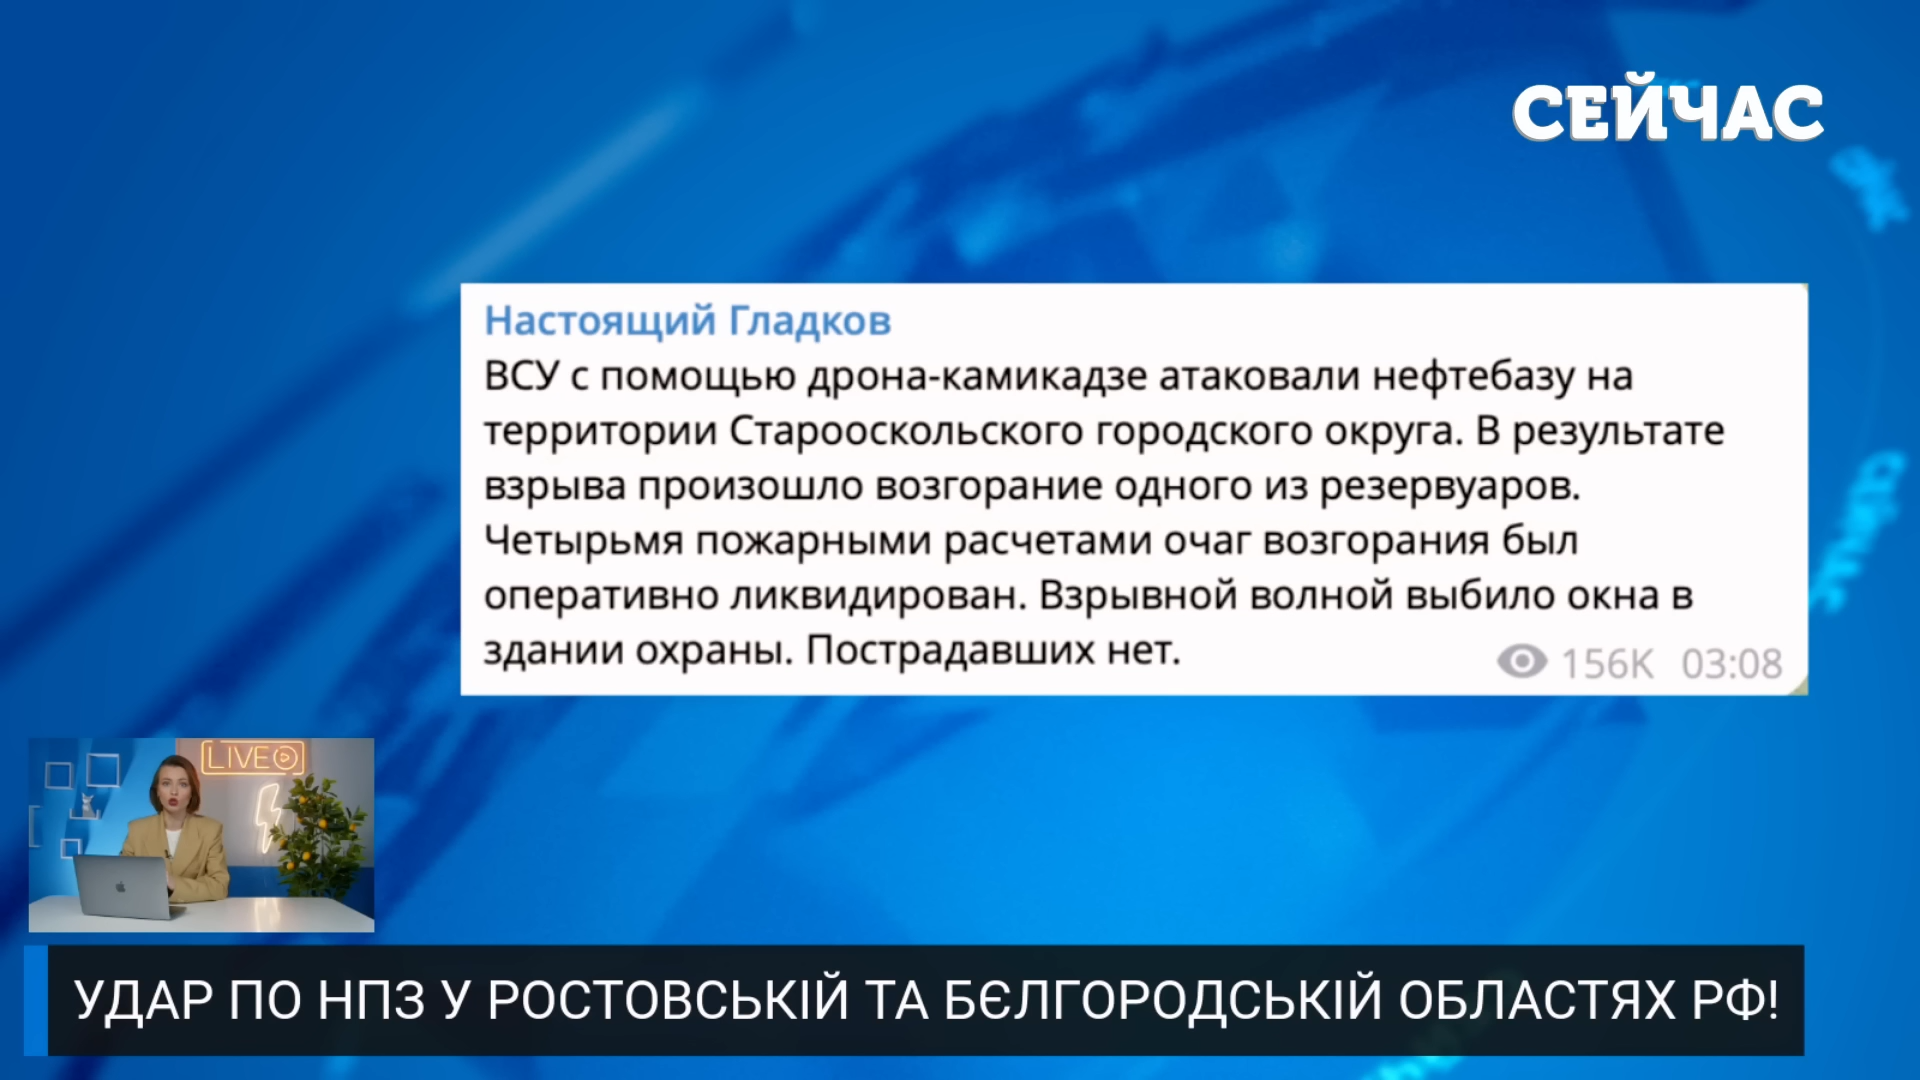 СЕЙЧАС
Настоящий Гладков
ВСУ с помощью дрона-камикадзе атаковали нефтебазу на
территории Старооскольского городского округа. В результате
взрыва произошло возгорание одного из резервуаров.
Четырьмя пожарными расчетами очаг возгорания был
оперативно ликвидирован. Взрывной волной выбило окна в
здании охраны. Пострадавших нет.
156K 03:08
LIVE
УДАР ПО НПЗ У РОСТОВСЬКІЙ ТА БЄЛГОРОДСЬКІЙ ОБЛАСТЯХ РФ!